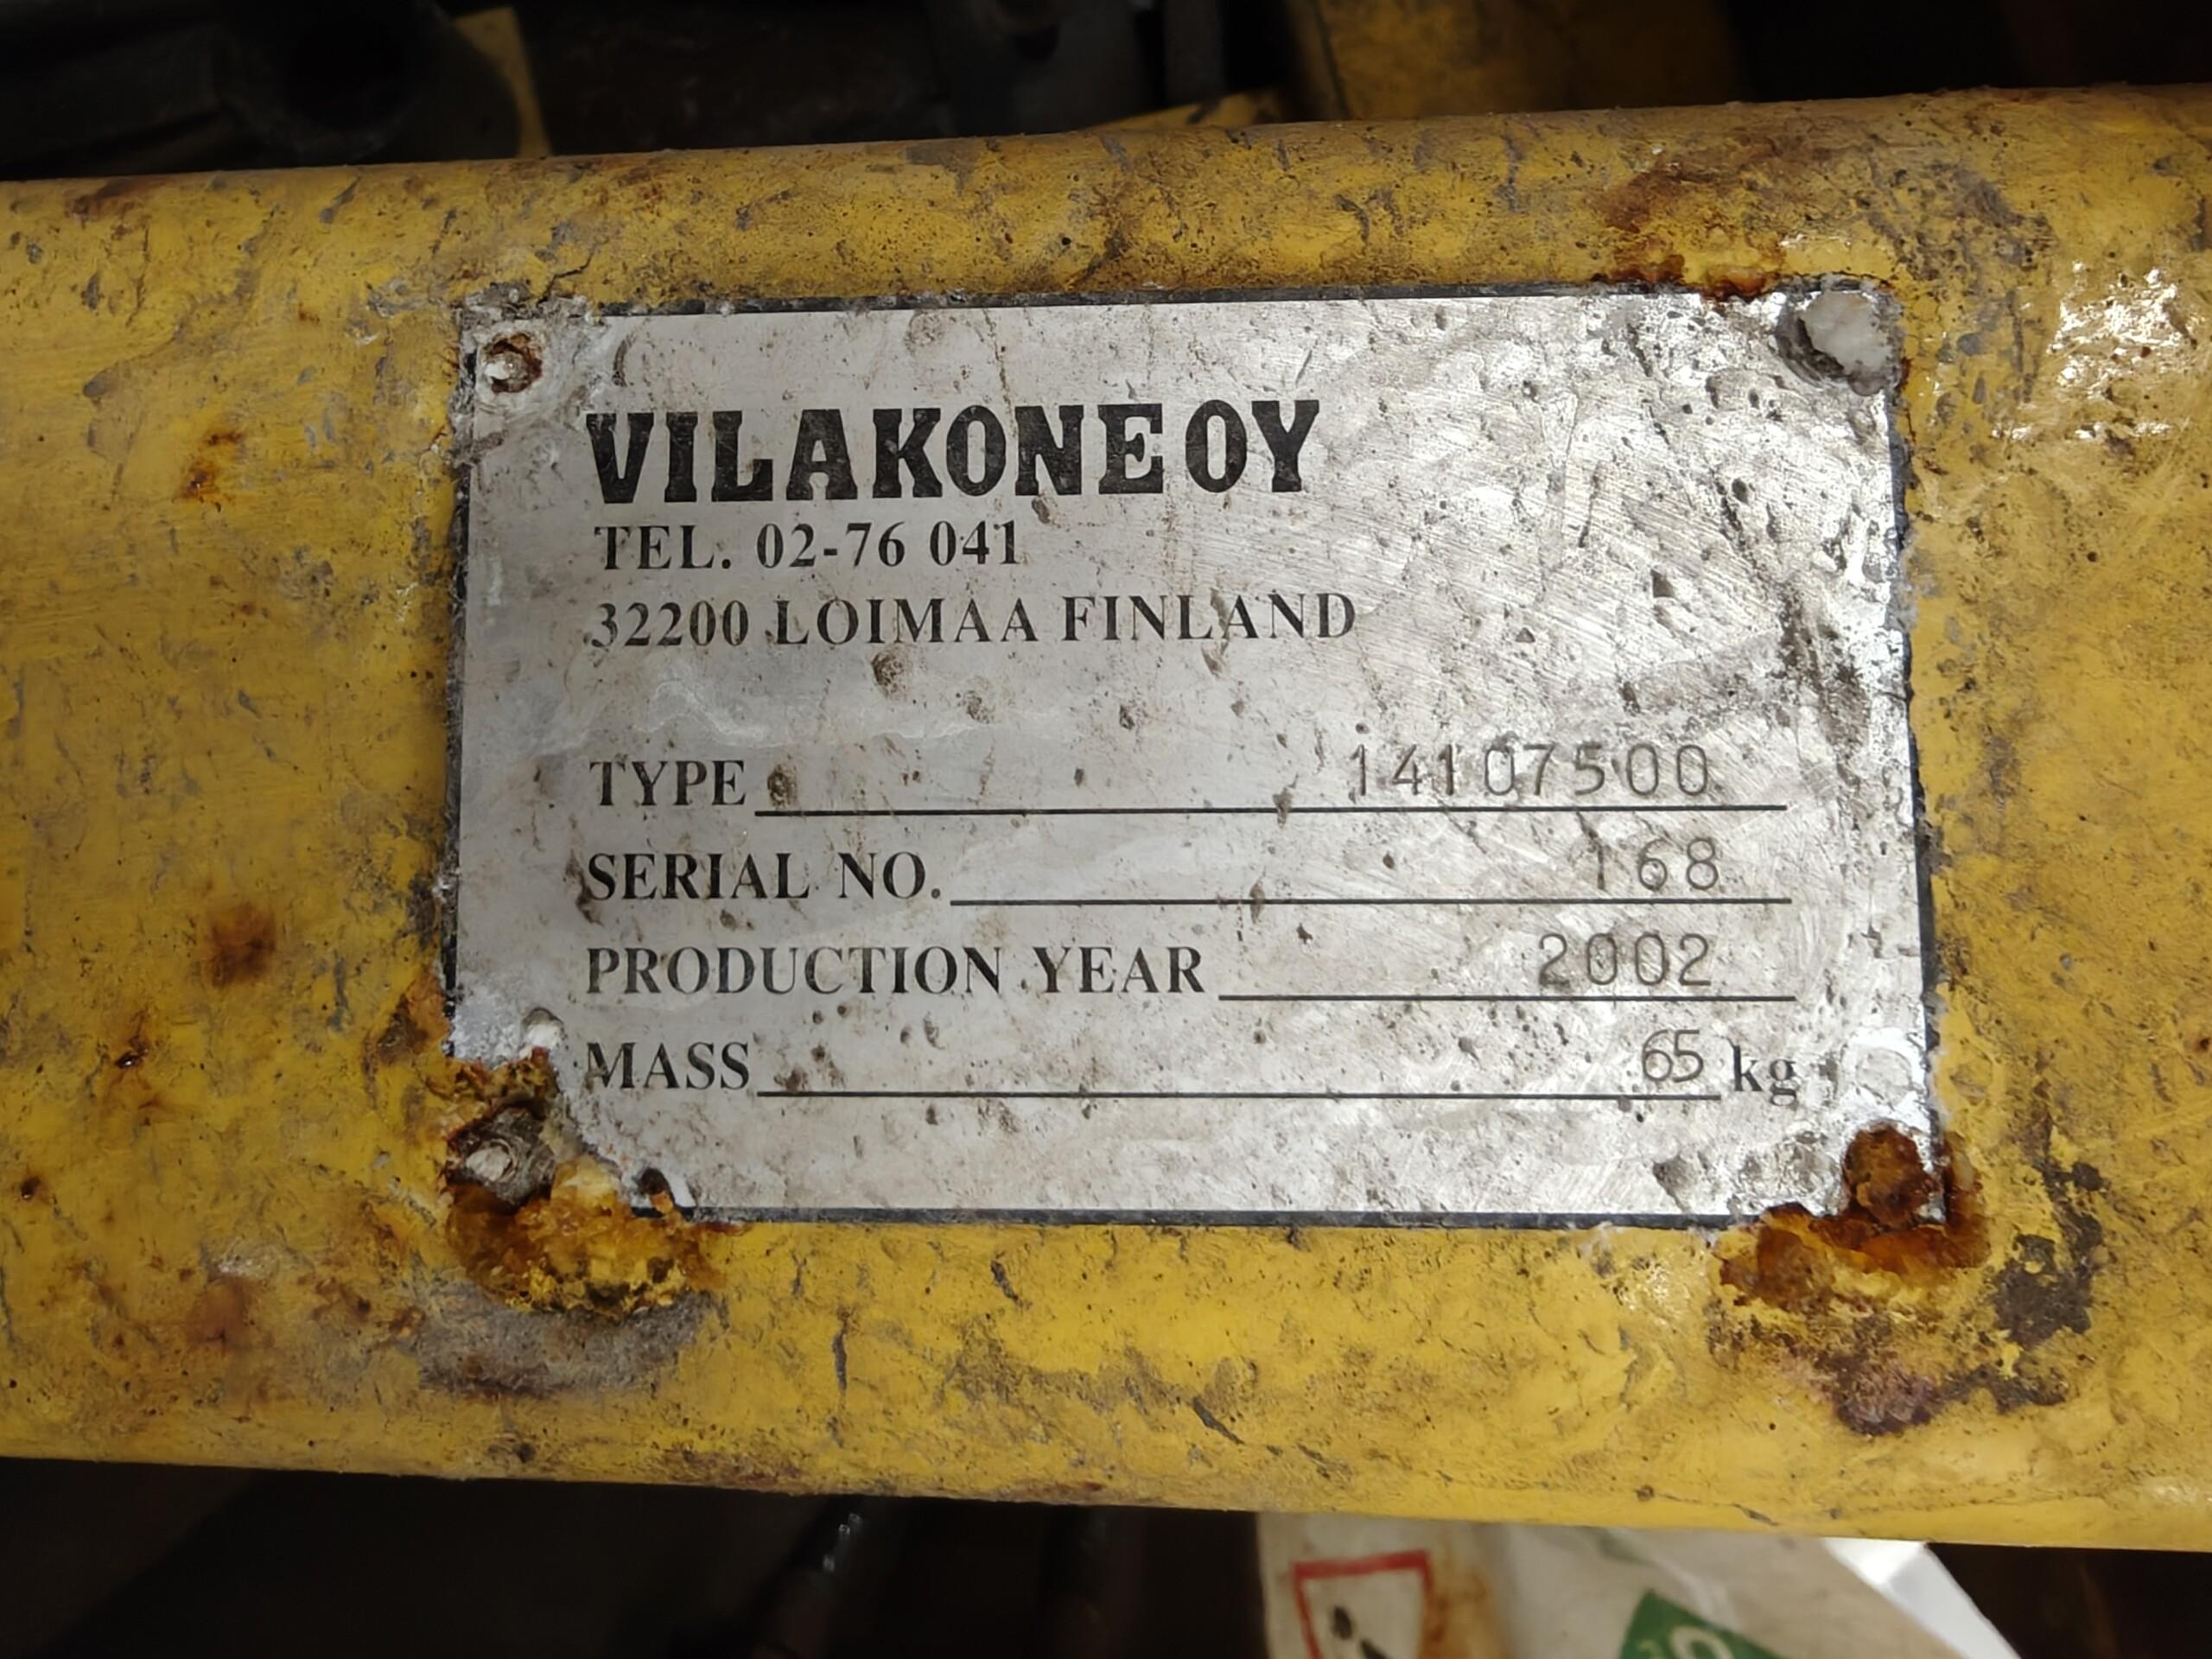 VILAKONE OY
TEL. 02-76 041
32200 LOIMAA FINLAND
TYPE 14107500
SERIAL NO. 168
PRODUCTION YEAR 2002
MASS 65 kg